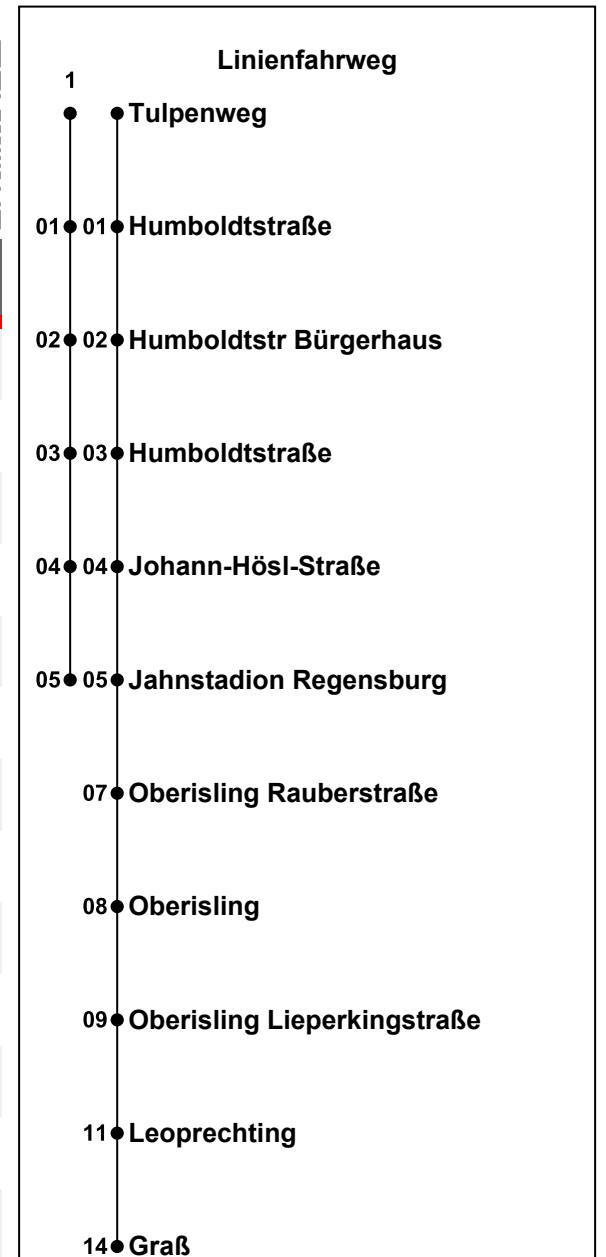 Linienfahrweg
1
Tulpenweg
01 01 Humboldtstraße
02 02 Humboldtstr Bürgerhaus
03 03 Humboldtstraße
04 04 Johann-Hösl-Straße
05 05 Jahnstadion Regensburg
07 Oberisling Rauberstraße
08 Oberisling
09 Oberisling Lieperkingstraße
11 Leoprechting
14 Graß